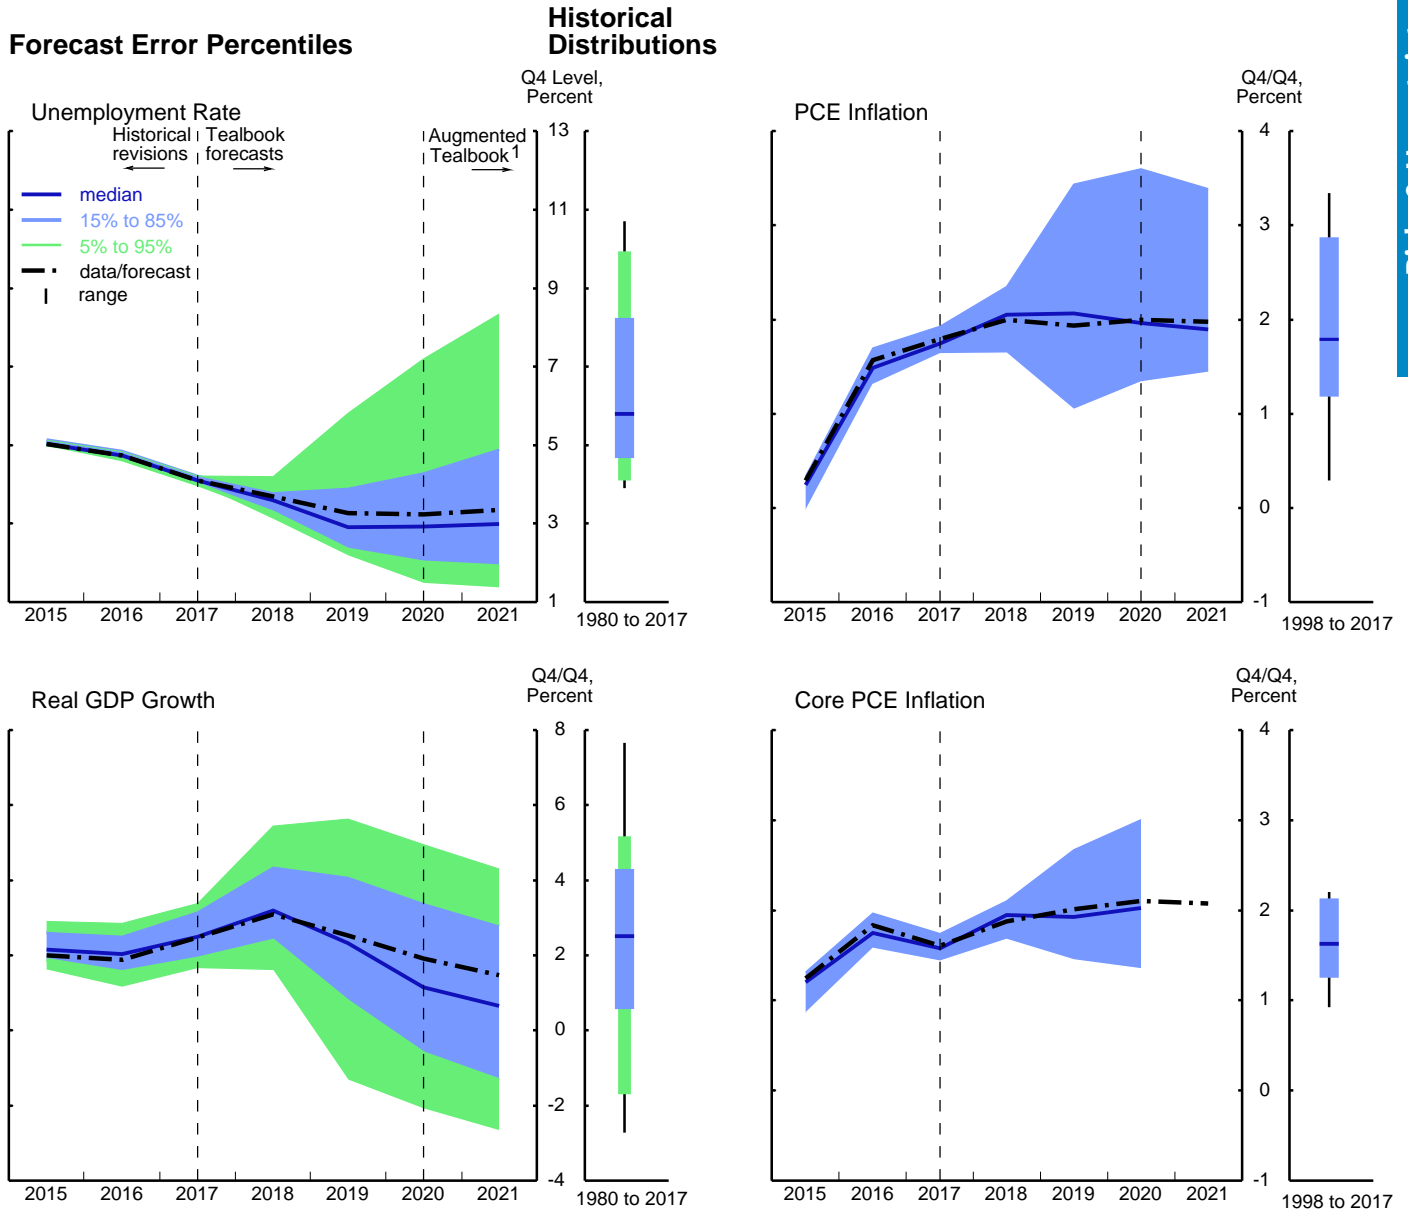 Forecast Error Percentiles
Historical
Distributions
Unemployment Rate
Q4 Level,
Percent
Historical
revisions
Tealbook
forecasts
Augmented
Tealbook1
median
15% to 85%
5% to 95%
data/forecast
range
13
11
9
7
5
3
1
2015 2016 2017 2018 2019 2020 2021
1980 to 2017
PCE Inflation
Q4/Q4,
Percent
4
3
2
1
0
-1
2015 2016 2017 2018 2019 2020 2021
1998 to 2017
Real GDP Growth
Q4/Q4,
Percent
8
6
4
2
0
-2
-4
2015 2016 2017 2018 2019 2020 2021
1980 to 2017
Core PCE Inflation
Q4/Q4,
Percent
4
3
2
1
0
-1
2015 2016 2017 2018 2019 2020 2021
1998 to 2017